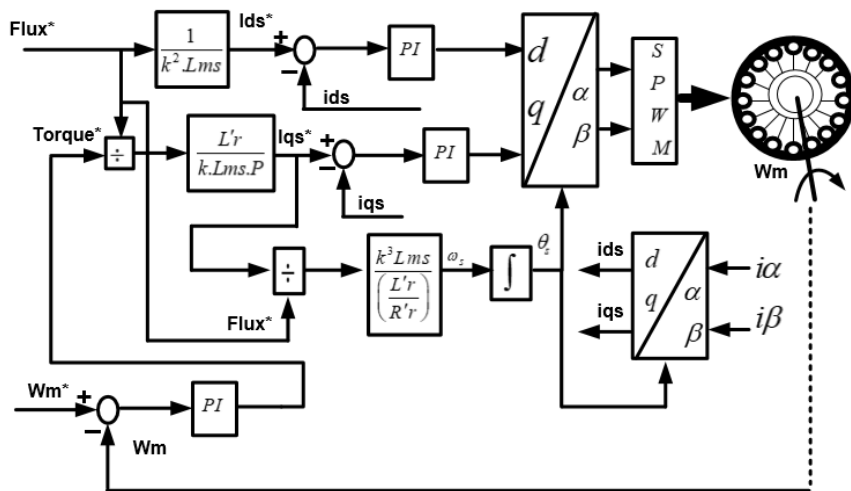 Flux*
1
k².Lms
Ids*
+
−
ids
PI
d
q
α
β
S
P
W
M
Wm
Torque*
÷
L'r
k.Lms.P
Iqs*
+
−
iqs
PI
÷
Flux*
k³Lms
(L'r
R'r)
ωs
∫
θs
ids
iqs
d
q
α
β
iα
iβ
Wm*
+
−
PI
Wm